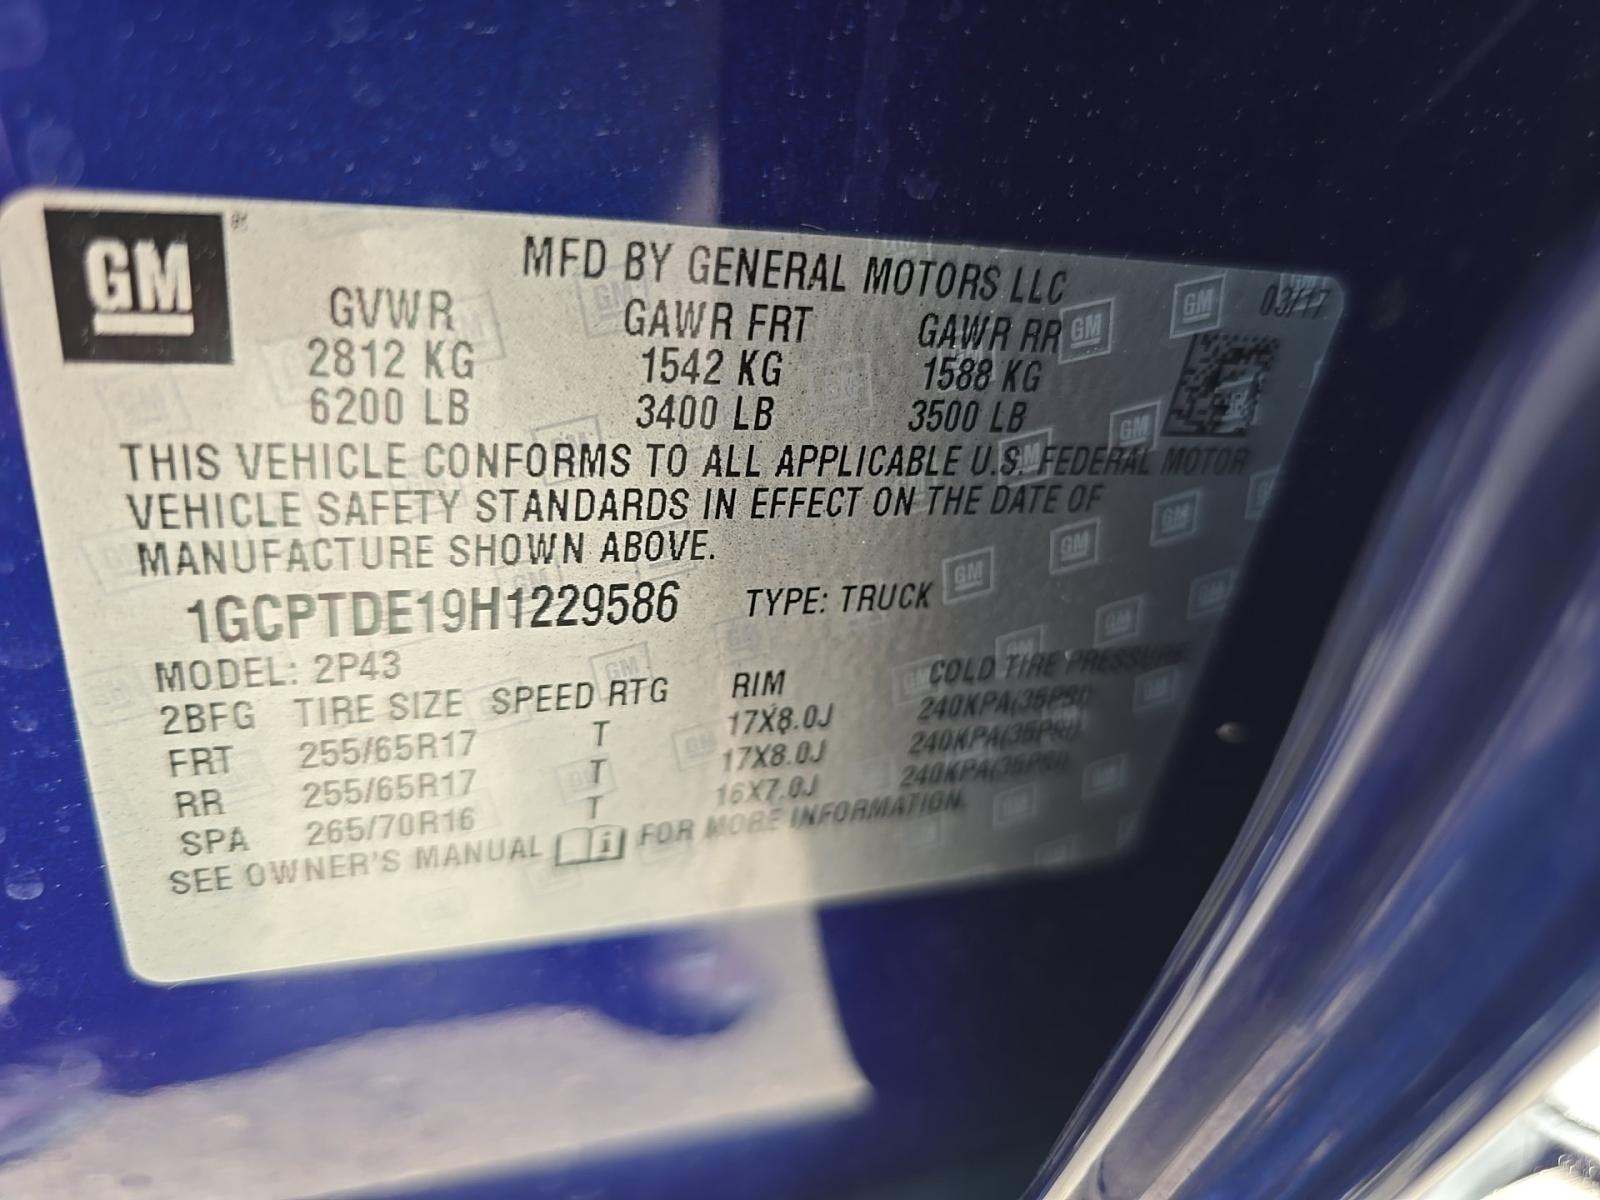 GM
MFD BY GENERAL MOTORS LLC
03/17
GVWR GAWR FRT GAWR RR
2812 KG 1542 KG 1588 KG
6200 LB 3400 LB 3500 LB
THIS VEHICLE CONFORMS TO ALL APPLICABLE U.S. FEDERAL MOTOR
VEHICLE SAFETY STANDARDS IN EFFECT ON THE DATE OF
MANUFACTURE SHOWN ABOVE.
1GCPTDE19H1229586 TYPE: TRUCK
MODEL: 2P43
2BFG TIRE SIZE SPEED RTG RIM COLD TIRE PRESSURE
FRT 255/65R17 T 17X8.0J 240KPA(35PSI)
RR 255/65R17 T 17X8.0J 240KPA(35PSI)
SPA 265/70R16 T 16X7.0J 240KPA(35PSI)
SEE OWNER'S MANUAL FOR MORE INFORMATION.